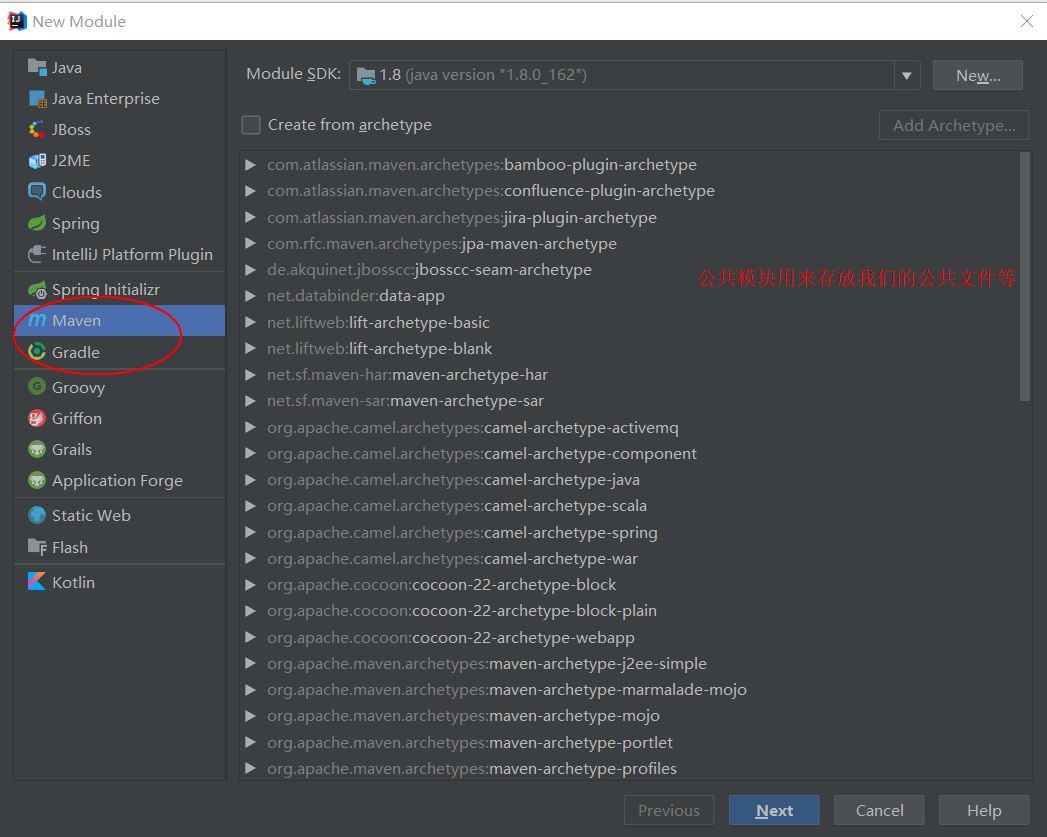 New Module
Java
Java Enterprise
JBoss
J2ME
Clouds
Spring
IntelliJ Platform Plugin
Spring Initializr
Maven
Gradle
Groovy
Griffon
Grails
Application Forge
Static Web
Flash
Kotlin
Module SDK: 1.8 (java version "1.8.0_162") New...
Create from archetype Add Archetype...
com.atlassian.maven.archetypes:bamboo-plugin-archetype
com.atlassian.maven.archetypes:confluence-plugin-archetype
com.atlassian.maven.archetypes:jira-plugin-archetype
com.rfc.maven.archetypes:jpa-maven-archetype
de.akquinet.jbosscc:jbosscc-seam-archetype
公共模块用来存放我们的公共文件等
net.databinder:data-app
net.liftweb:lift-archetype-basic
net.liftweb:lift-archetype-blank
net.sf.maven-har:maven-archetype-har
net.sf.maven-sar:maven-archetype-sar
org.apache.camel.archetypes:camel-archetype-activemq
org.apache.camel.archetypes:camel-archetype-component
org.apache.camel.archetypes:camel-archetype-java
org.apache.camel.archetypes:camel-archetype-scala
org.apache.camel.archetypes:camel-archetype-spring
org.apache.camel.archetypes:camel-archetype-war
org.apache.cocoon:cocoon-22-archetype-block
org.apache.cocoon:cocoon-22-archetype-block-plain
org.apache.cocoon:cocoon-22-archetype-webapp
org.apache.maven.archetypes:maven-archetype-j2ee-simple
org.apache.maven.archetypes:maven-archetype-marmalade-mojo
org.apache.maven.archetypes:maven-archetype-mojo
org.apache.maven.archetypes:maven-archetype-portlet
org.apache.maven.archetypes:maven-archetype-profiles
Previous Next Cancel Help